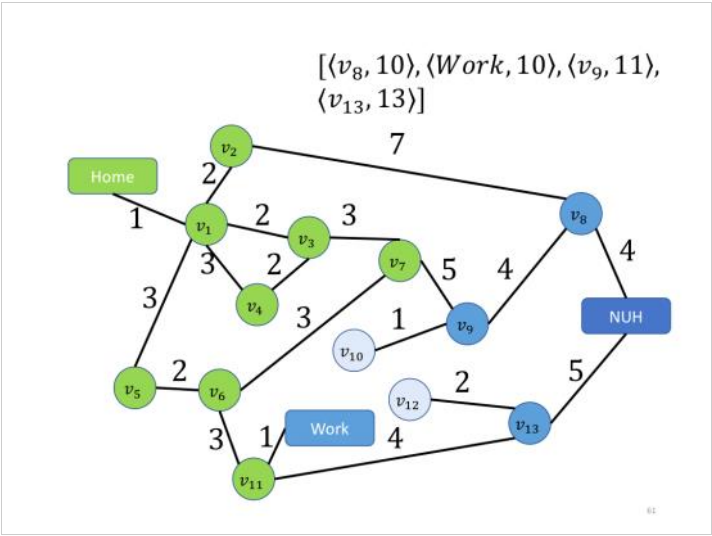 [⟨v₈, 10⟩, ⟨Work, 10⟩, ⟨v₉, 11⟩,
⟨v₁₃, 13⟩]
v₂
7
Home
2
1
v₁
2
v₃
3
v₈
3
2
v₇
5
4
4
v₄
3
3
1
v₉
NUH
v₁₀
v₅
2
v₆
v₁₂
2
5
3
1
Work
4
v₁₃
v₁₁
61